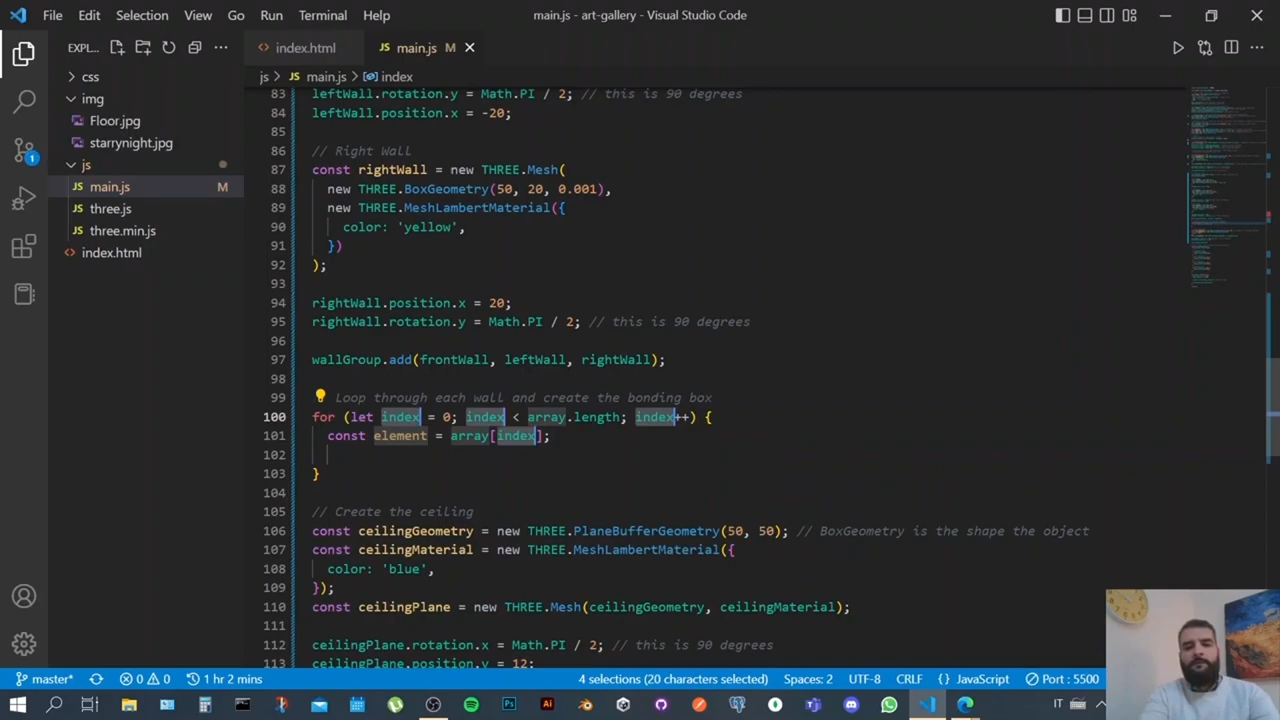 File Edit Selection View Go Run Terminal Help main.js - art-gallery - Visual Studio Code
EXPL... index.html JS main.js M
js > JS main.js > index
css
img
Floor.jpg
starrynight.jpg
js
JS main.js M
JS three.js
JS three.min.js
index.html
83 leftWall.rotation.y = Math.PI / 2; // this is 90 degrees
84 leftWall.position.x = -20;
85
86 // Right Wall
87 const rightWall = new THREE.Mesh(
88 new THREE.BoxGeometry(50, 20, 0.001),
89 new THREE.MeshLambertMaterial({
90 color: 'yellow',
91 })
92 );
93
94 rightWall.position.x = 20;
95 rightWall.rotation.y = Math.PI / 2; // this is 90 degrees
96
97 wallGroup.add(frontWall, leftWall, rightWall);
98
99 Loop through each wall and create the bonding box
100 for (let index = 0; index < array.length; index++) {
101 const element = array[index];
102
103 }
104
105 // Create the ceiling
106 const ceilingGeometry = new THREE.PlaneBufferGeometry(50, 50); // BoxGeometry is the shape the object
107 const ceilingMaterial = new THREE.MeshLambertMaterial({
108 color: 'blue',
109 });
110 const ceilingPlane = new THREE.Mesh(ceilingGeometry, ceilingMaterial);
111
112 ceilingPlane.rotation.x = Math.PI / 2; // this is 90 degrees
113 ceilingPlane.position.y = 12;
1
master* 0 0 1 hr 2 mins 4 selections (20 characters selected) Spaces: 2 UTF-8 CRLF {} JavaScript Port : 5500
Ps Ai IT